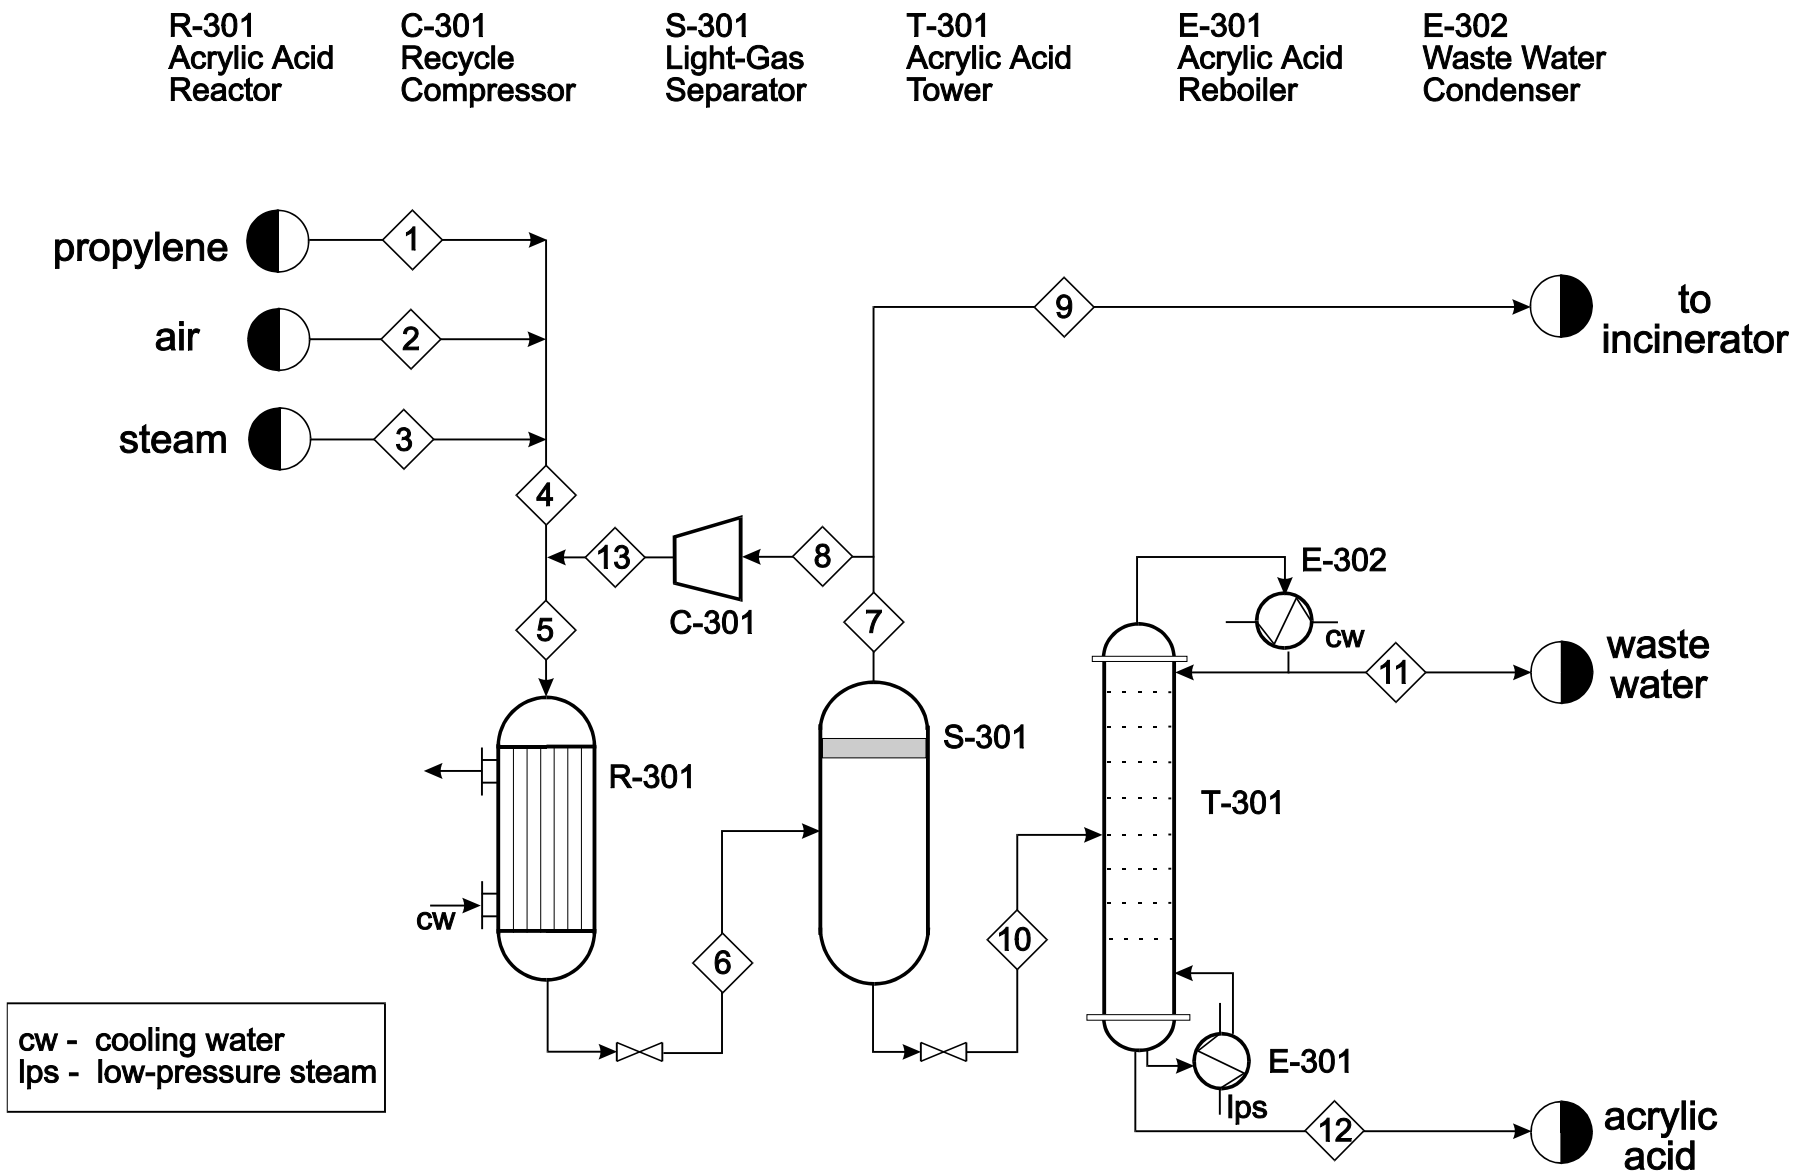 R-301
Acrylic Acid
Reactor
C-301
Recycle
Compressor
S-301
Light-Gas
Separator
T-301
Acrylic Acid
Tower
E-301
Acrylic Acid
Reboiler
E-302
Waste Water
Condenser
propylene
1
air
2
steam
3
4
9
to
incinerator
13
8
C-301
5
7
E-302
cw
11
waste
water
R-301
S-301
T-301
cw
6
10
E-301
lps
12
acrylic
acid
cw - cooling water
lps - low-pressure steam